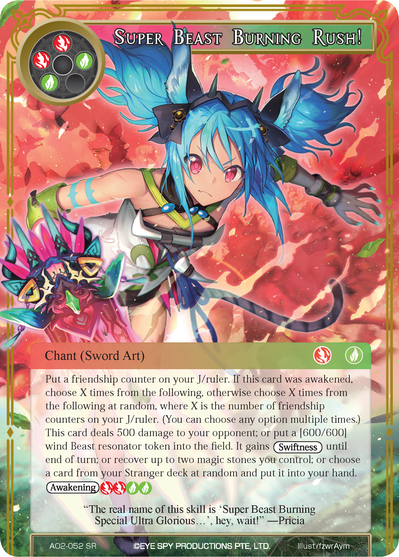 Super Beast Burning Rush!
Chant (Sword Art)
Put a friendship counter on your J/ruler. If this card was awakened,
choose X times from the following, otherwise choose X times from
the following at random, where X is the number of friendship
counters on your J/ruler. (You can choose any option multiple times.)
This card deals 500 damage to your opponent; or put a [600/600]
wind Beast resonator token into the field. It gains Swiftness until
end of turn; or recover up to two magic stones you control; or choose
a card from your Stranger deck at random and put it into your hand.
Awakening
"The real name of this skill is 'Super Beast Burning
Special Ultra Glorious…', hey, wait!" —Pricia
AO2-052 SR
©EYE SPY PRODUCTIONS PTE, LTD.
Illust/fzwrAym